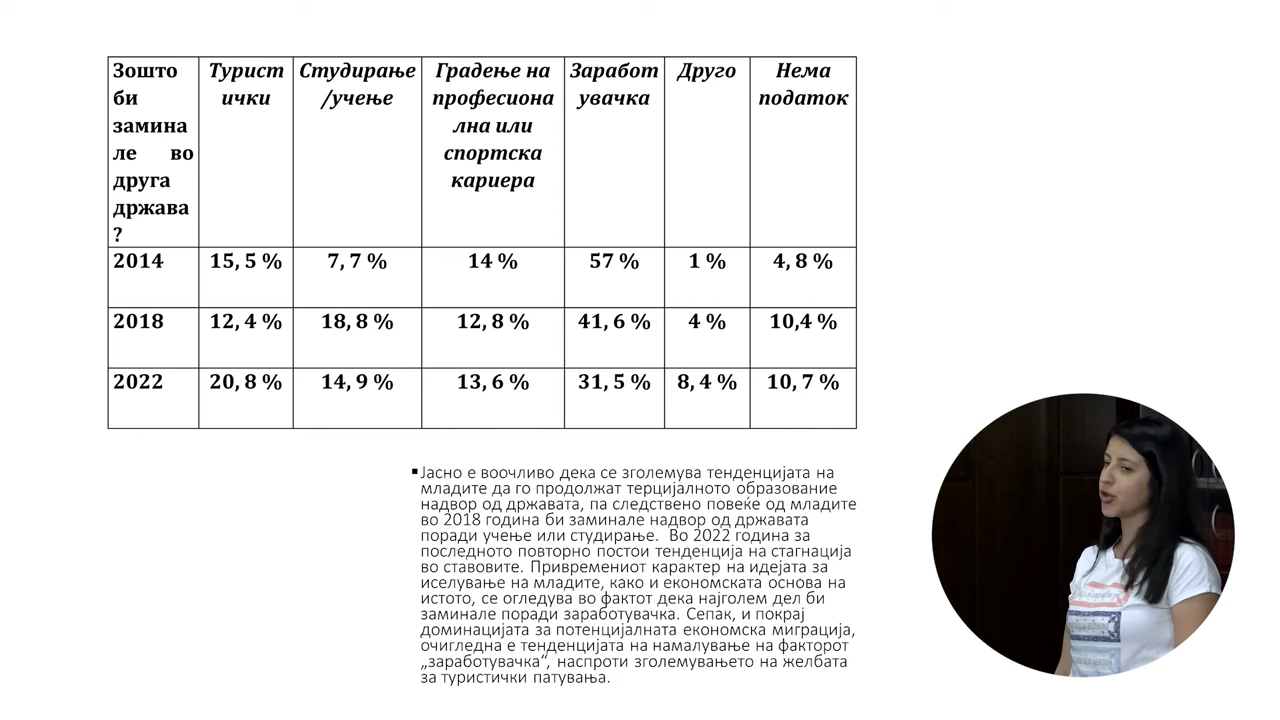 Зошто Турист Студирање Градење на Заработ Друго Нема
би ички /учење професиона увачка податок
замина лна или
ле во спортска
друга кариера
држава
?
2014 15, 5 % 7, 7 % 14 % 57 % 1 % 4, 8 %
2018 12, 4 % 18, 8 % 12, 8 % 41, 6 % 4 % 10,4 %
2022 20, 8 % 14, 9 % 13, 6 % 31, 5 % 8, 4 % 10, 7 %
▪Јасно е воочливо дека се зголемува тенденцијата на
младите да го продолжат терцијалното образование
надвор од државата, па следствено повеќе од младите
во 2018 година би заминале надвор од државата
поради учење или студирање. Во 2022 година за
последното повторно постои тенденција на стагнација
во ставовите. Привремениот карактер на идејата за
иселување на младите, како и економската основа на
истото, се огледува во фактот дека најголем дел би
заминале поради заработувачка. Сепак, и покрај
доминацијата за потенцијалната економска миграција,
очигледна е тенденцијата на намалување на факторот
„заработувачка“, наспроти зголемувањето на желбата
за туристички патувања.